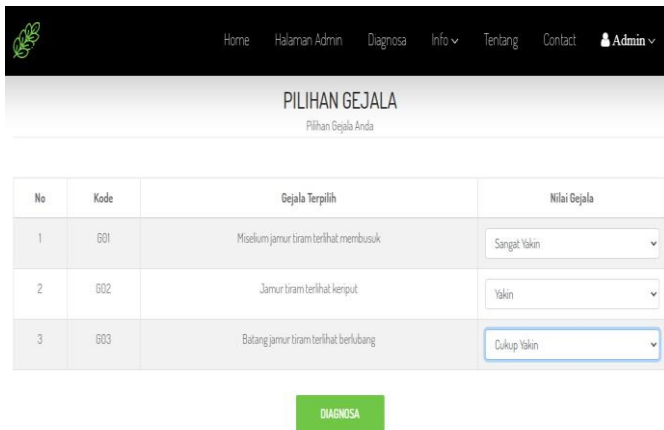 Home Halaman Admin Diagnosa Info Tentang Contact Admin
PILIHAN GEJALA
Pilihan Gejala Anda
No Kode Gejala Terpilih Nilai Gejala
1 G01 Miselium jamur tiram terlihat membusuk Sangat Yakin
2 G02 Jamur tiram terlihat keriput Yakin
3 G03 Batang jamur tiram terlihat berlubang Cukup Yakin
DIAGNOSA